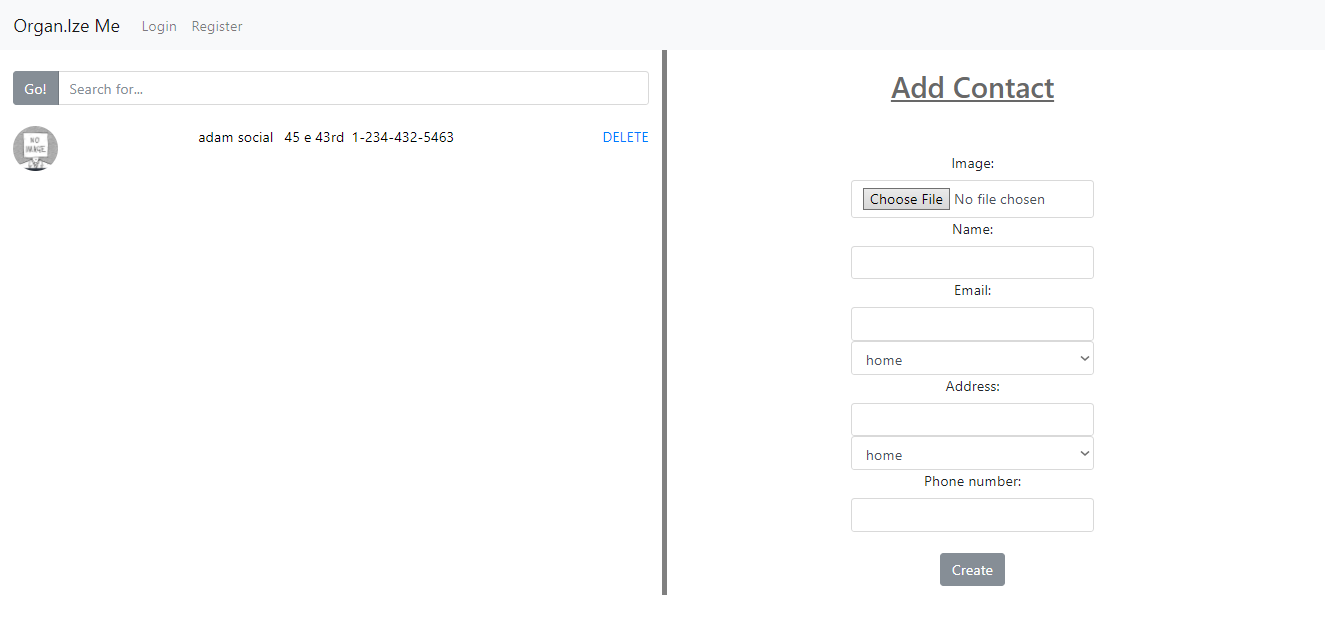 Organ.Ize Me Login Register
Go! Search for...
NO IMAGE
adam social 45 e 43rd 1-234-432-5463 DELETE
Add Contact
Image:
Choose File No file chosen
Name:
Email:
home
Address:
home
Phone number:
Create